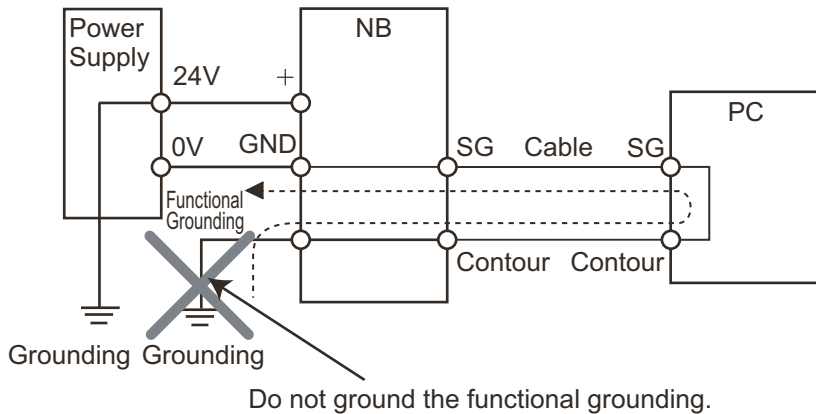 Power
Supply
NB
24V
+
PC
0V
GND
SG
Cable
SG
Functional
Grounding
Contour
Contour
Grounding
Grounding
Do not ground the functional grounding.